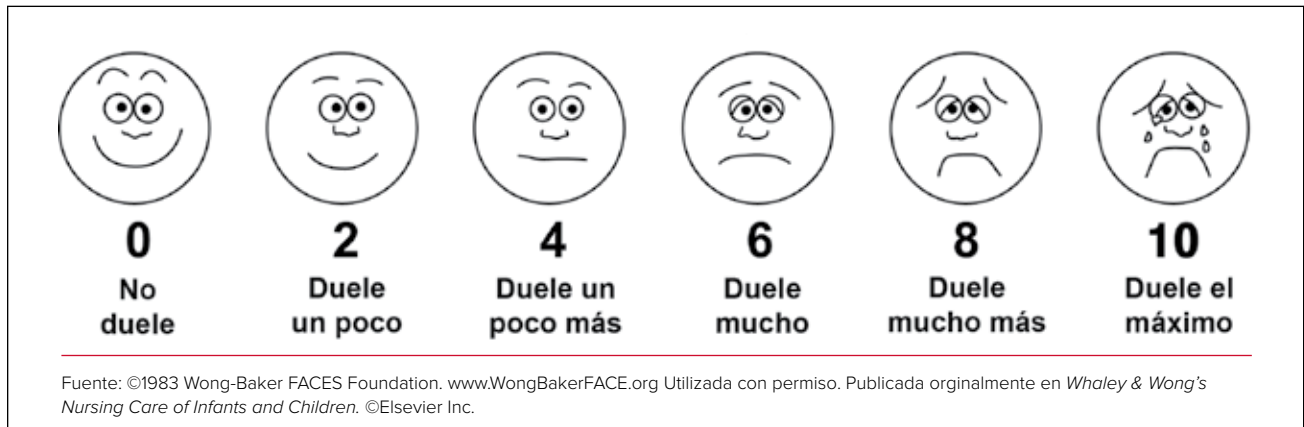 0 2 4 6 8 10
No Duele Duele un Duele Duele Duele el
duele un poco poco más mucho mucho más máximo
Fuente: ©1983 Wong-Baker FACES Foundation. www.WongBakerFACE.org Utilizada con permiso. Publicada orginalmente en Whaley & Wong's
Nursing Care of Infants and Children. ©Elsevier Inc.